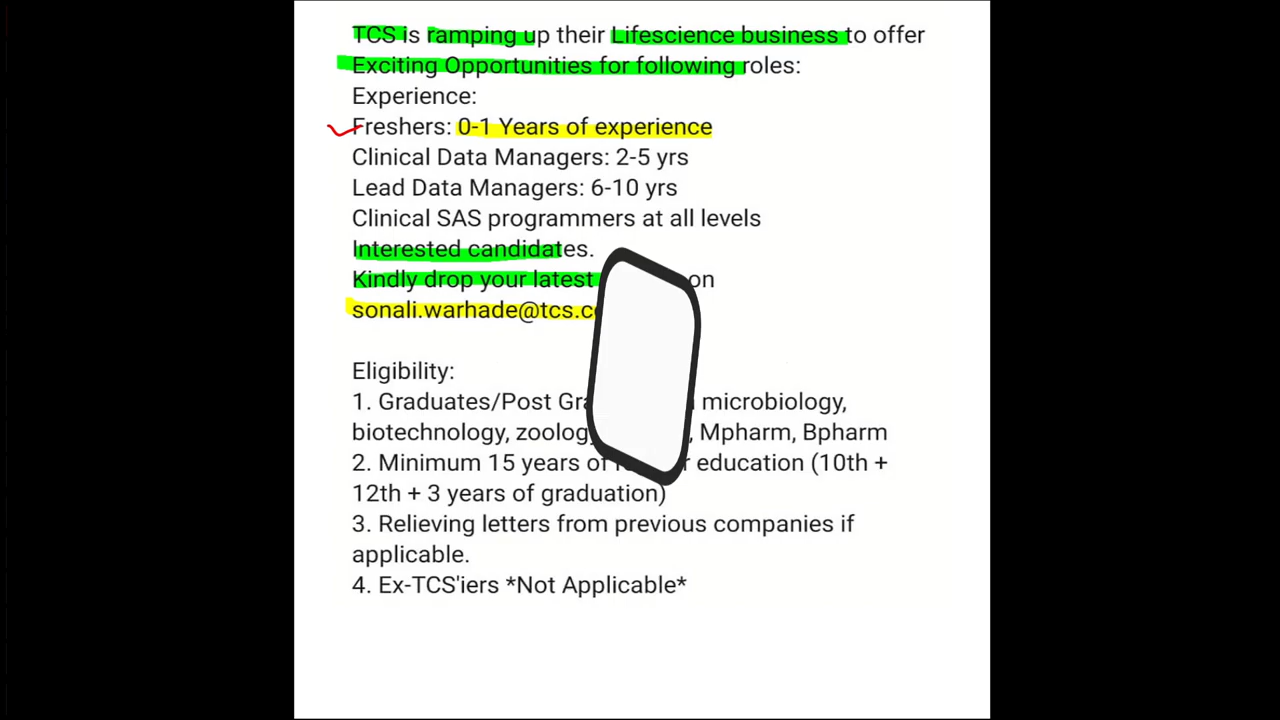 TCS is ramping up their Lifescience business to offer
Exciting Opportunities for following roles:
Experience:
Freshers: 0-1 Years of experience
Clinical Data Managers: 2-5 yrs
Lead Data Managers: 6-10 yrs
Clinical SAS programmers at all levels
Interested candidates.
Kindly drop your latest on
sonali.warhade@tcs.c
Eligibility:
1. Graduates/Post microbiology,
biotechnology, Mpharm, Bpharm
2. Minimum 15 years of education (10th +
12th + 3 years of graduation)
3. Relieving letters from previous companies if
applicable.
4. Ex-TCS'iers *Not Applicable*